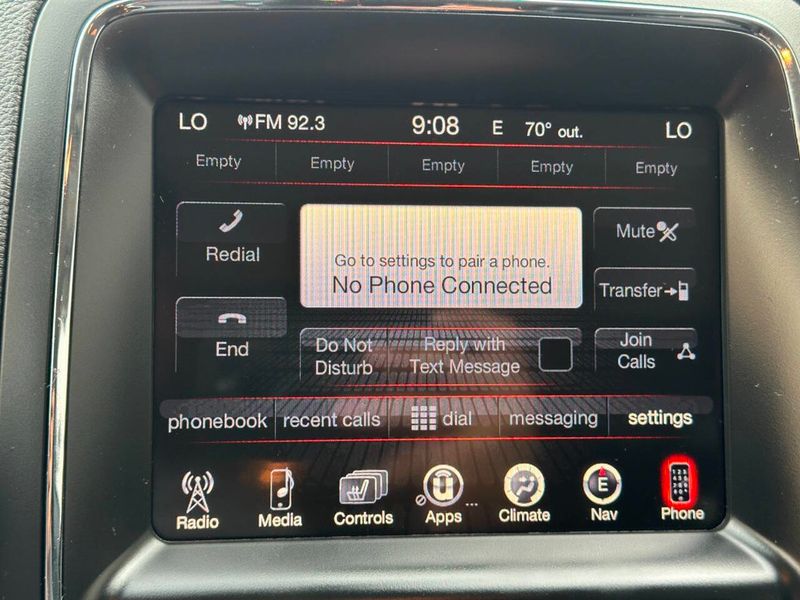 LO FM 92.3 9:08 E 70° out. LO
Empty Empty Empty Empty Empty
Redial
Go to settings to pair a phone.
No Phone Connected
Mute
Transfer
End
Do Not
Disturb
Reply with
Text Message
Join
Calls
phonebook recent calls dial messaging settings
E
Radio Media Controls Apps Climate Nav Phone